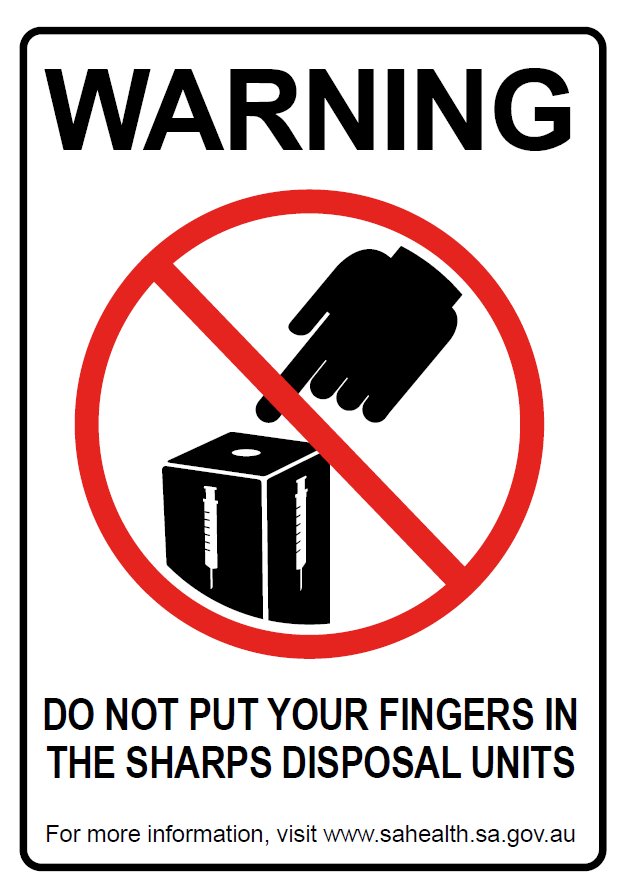 WARNING
DO NOT PUT YOUR FINGERS IN
THE SHARPS DISPOSAL UNITS
For more information, visit www.sahealth.sa.gov.au